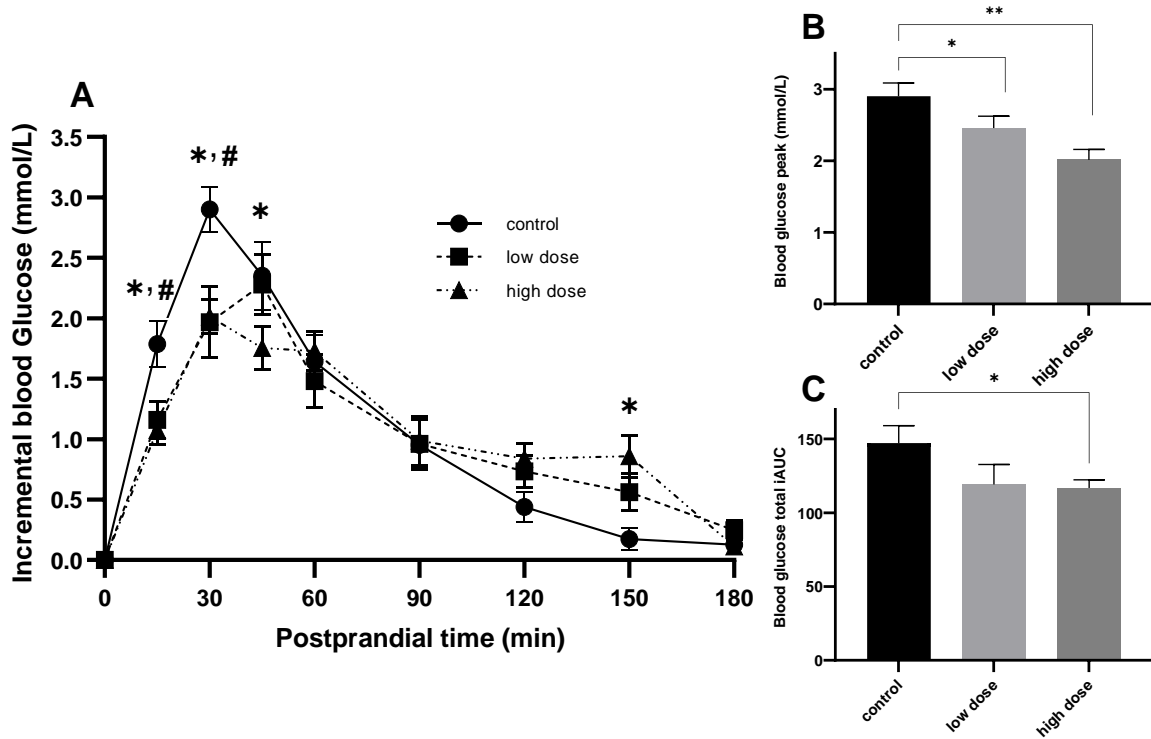 A
Incremental blood Glucose (mmol/L)
3.5
3.0
2.5
2.0
1.5
1.0
0.5
0.0
*,#
*,#
*
*
control
low dose
high dose
0 30 60 90 120 150 180
Postprandial time (min)
B
**
*
Blood glucose peak (mmol/L)
3
2
1
0
control low dose high dose
C
*
Blood glucose total iAUC
150
100
50
0
control low dose high dose